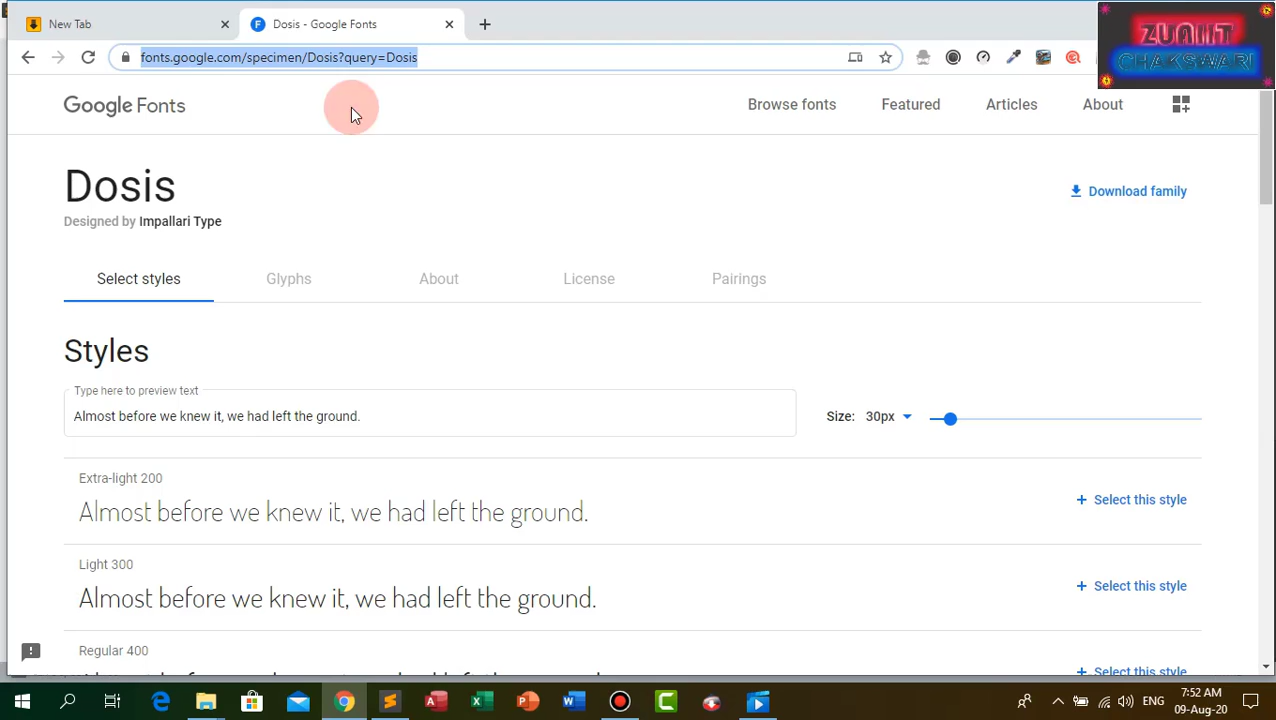 New Tab
Dosis - Google Fonts
ZUAIIT
CHAKSWARI
fonts.google.com/specimen/Dosis?query=Dosis
Google Fonts
Browse fonts
Featured
Articles
About
Dosis
Download family
Designed by Impallari Type
Select styles
Glyphs
About
License
Pairings
Styles
Type here to preview text
Almost before we knew it, we had left the ground.
Size: 30px
Extra-light 200
Almost before we knew it, we had left the ground.
+ Select this style
Light 300
Almost before we knew it, we had left the ground.
+ Select this style
Regular 400
+ Select this style
ENG
7:52 AM
09-Aug-20